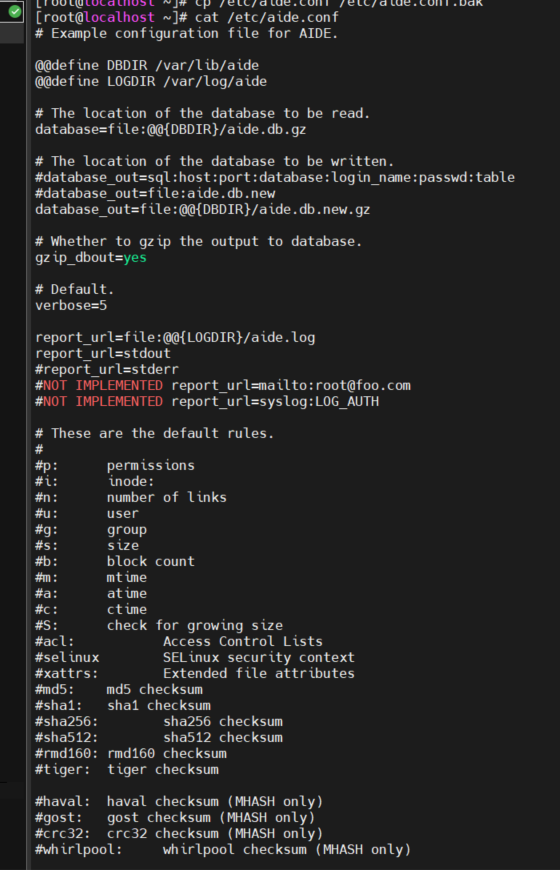 [root@localhost ~]# cp /etc/aide.conf /etc/aide.conf.bak
[root@localhost ~]# cat /etc/aide.conf
# Example configuration file for AIDE.
@@define DBDIR /var/lib/aide
@@define LOGDIR /var/log/aide
# The location of the database to be read.
database=file:@@{DBDIR}/aide.db.gz
# The location of the database to be written.
#database_out=sql:host:port:database:login_name:passwd:table
#database_out=file:aide.db.new
database_out=file:@@{DBDIR}/aide.db.new.gz
# Whether to gzip the output to database.
gzip_dbout=yes
# Default.
verbose=5
report_url=file:@@{LOGDIR}/aide.log
report_url=stdout
#report_url=stderr
#NOT IMPLEMENTED report_url=mailto:root@foo.com
#NOT IMPLEMENTED report_url=syslog:LOG_AUTH
# These are the default rules.
#
#p:      permissions
#i:      inode:
#n:      number of links
#u:      user
#g:      group
#s:      size
#b:      block count
#m:      mtime
#a:      atime
#c:      ctime
#S:      check for growing size
#acl:           Access Control Lists
#selinux        SELinux security context
#xattrs:        Extended file attributes
#md5:    md5 checksum
#sha1:   sha1 checksum
#sha256:        sha256 checksum
#sha512:        sha512 checksum
#rmd160: rmd160 checksum
#tiger:  tiger checksum
#haval:  haval checksum (MHASH only)
#gost:   gost checksum (MHASH only)
#crc32:  crc32 checksum (MHASH only)
#whirlpool:     whirlpool checksum (MHASH only)